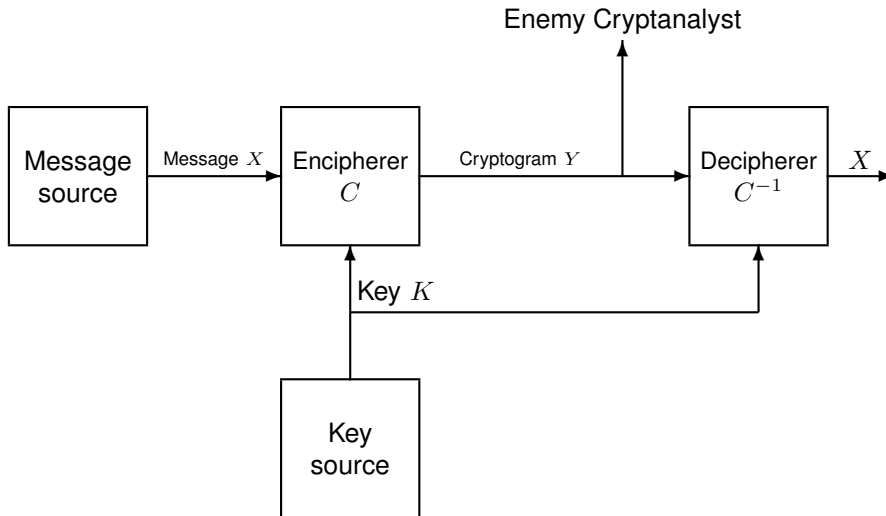 Enemy Cryptanalyst
Message
source
Message X
Encipherer
C
Cryptogram Y
Decipherer
C⁻¹
X
Key K
Key
source